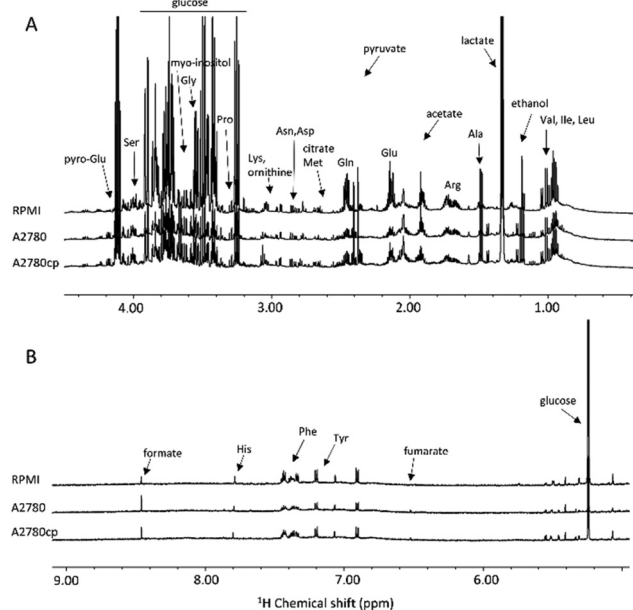 A
glucose
myo-inositol
Gly
pyruvate
lactate
Ser
Pro
Asn,Asp
acetate
ethanol
pyro-Glu
Lys,
ornithine
citrate
Met
Gln
Glu
Arg
Ala
Val, Ile, Leu
RPMI
A2780
A2780cp
4.00 3.00 2.00 1.00
B
glucose
formate
His
Phe
Tyr
fumarate
RPMI
A2780
A2780cp
9.00 8.00 7.00 6.00
¹H Chemical shift (ppm)